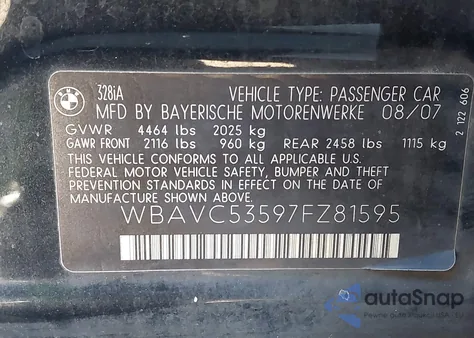 328iA VEHICLE TYPE: PASSENGER CAR
MFD BY BAYERISCHE MOTORENWERKE 08/07
GVWR 4464 lbs 2025 kg
GAWR FRONT 2116 lbs 960 kg REAR 2458 lbs 1115 kg
THIS VEHICLE CONFORMS TO ALL APPLICABLE U.S.
FEDERAL MOTOR VEHICLE SAFETY, BUMPER AND THEFT
PREVENTION STANDARDS IN EFFECT ON THE DATE OF
MANUFACTURE SHOWN ABOVE.
WBAVC53597FZ81595
2 122 606
BMW
autoSnap